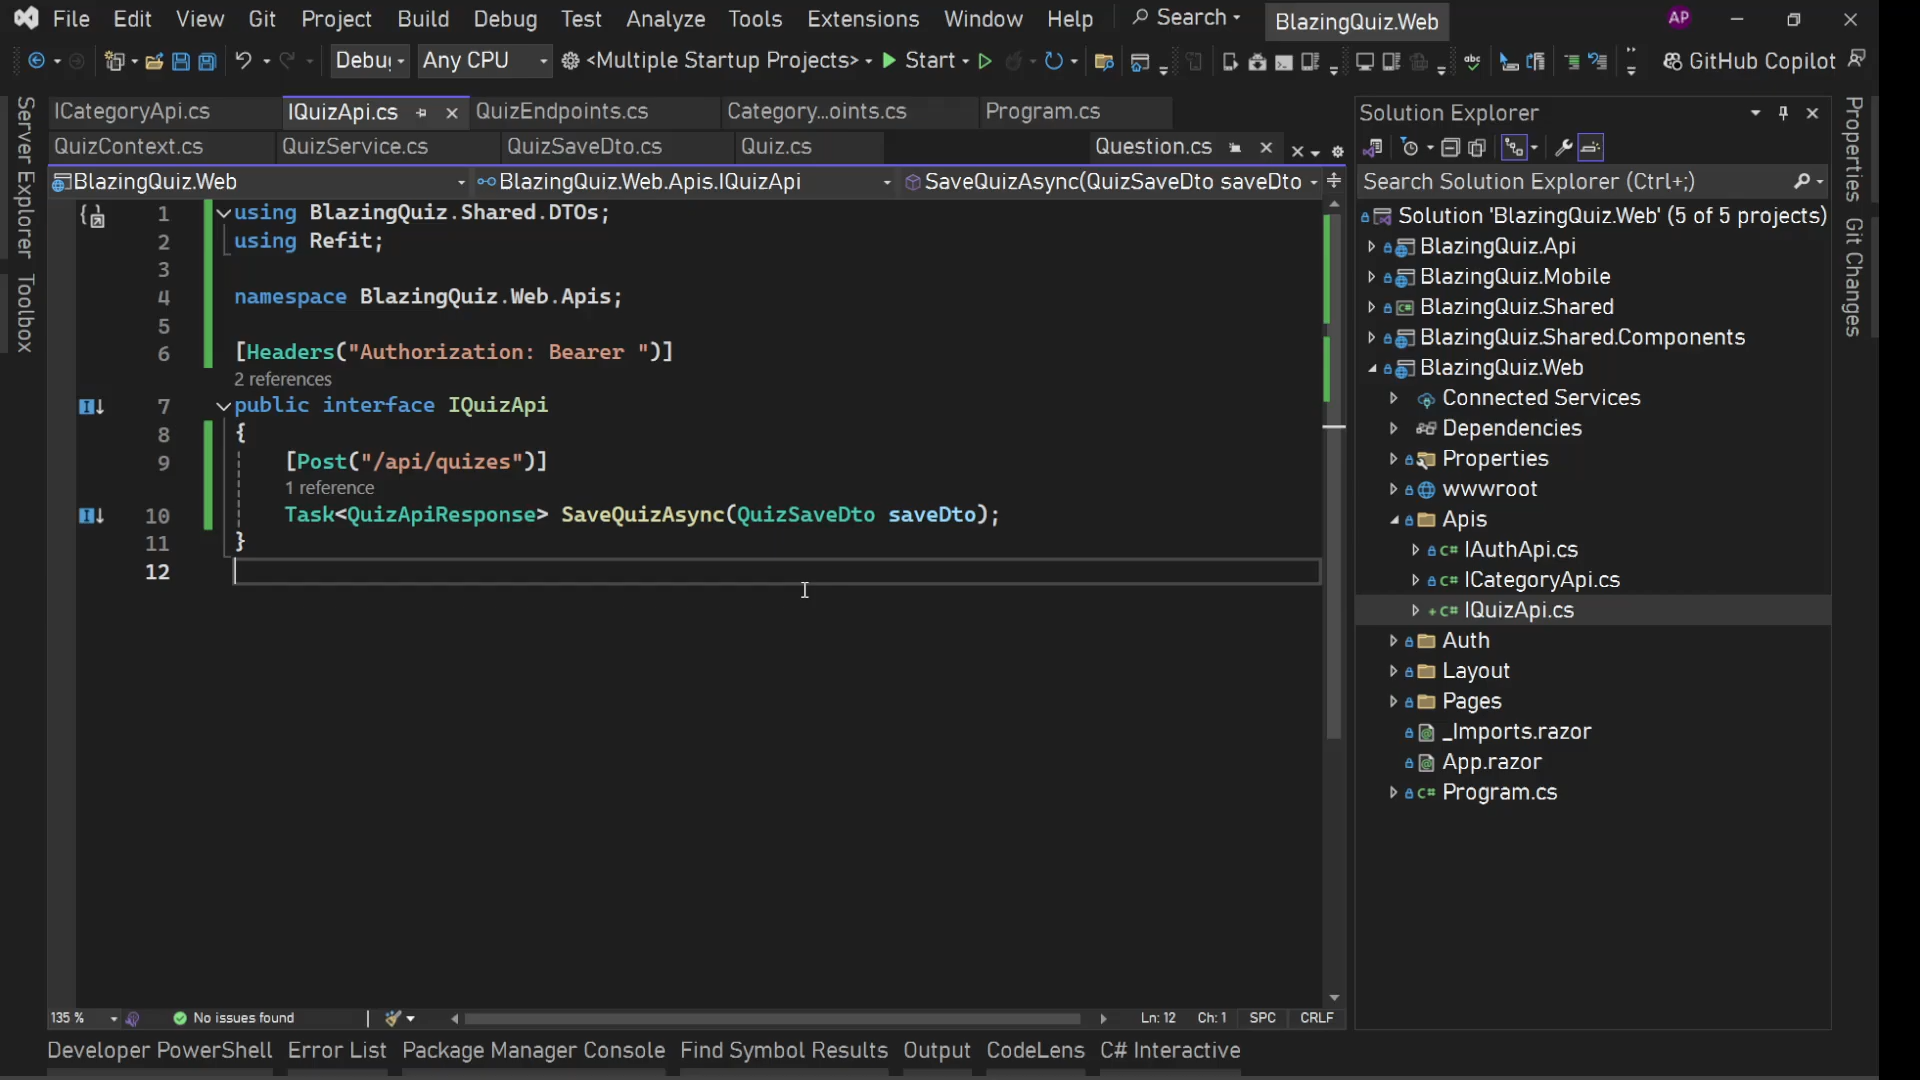 File Edit View Git Project Build Debug Test Analyze Tools Extensions Window Help Search BlazingQuiz.Web AP
Any CPU <Multiple Startup Projects> Start GitHub Copilot
ICategoryApi.cs IQuizApi.cs QuizEndpoints.cs Category...oints.cs Program.cs
QuizContext.cs QuizService.cs QuizSaveDto.cs Quiz.cs Question.cs
BlazingQuiz.Web BlazingQuiz.Web.Apis.IQuizApi SaveQuizAsync(QuizSaveDto saveDto
Server Explorer
Toolbox
1 using BlazingQuiz.Shared.DTOs;
2 using Refit;
3
4 namespace BlazingQuiz.Web.Apis;
5
6 [Headers("Authorization: Bearer ")]
2 references
7 public interface IQuizApi
8 {
9 [Post("/api/quizes")]
1 reference
10 Task<QuizApiResponse> SaveQuizAsync(QuizSaveDto saveDto);
11 }
12
135 % No issues found Ln: 12 Ch: 1 SPC CRLF
Developer PowerShell Error List Package Manager Console Find Symbol Results Output CodeLens C# Interactive
Solution Explorer
Search Solution Explorer (Ctrl+;)
Solution 'BlazingQuiz.Web' (5 of 5 projects)
BlazingQuiz.Api
BlazingQuiz.Mobile
C# BlazingQuiz.Shared
BlazingQuiz.Shared.Components
BlazingQuiz.Web
Connected Services
Dependencies
Properties
wwwroot
Apis
C# IAuthApi.cs
C# ICategoryApi.cs
+ C# IQuizApi.cs
Auth
Layout
Pages
_Imports.razor
App.razor
C# Program.cs
Properties
Git Changes